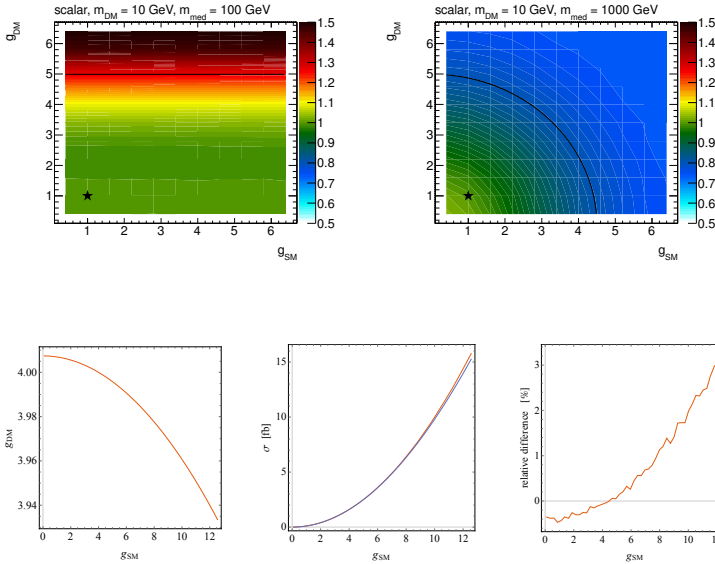 scalar, m_DM = 10 GeV, m_med = 100 GeV
g_DM
6
5
4
3
2
1
1 2 3 4 5 6
g_SM
1.5
1.4
1.3
1.2
1.1
1
0.9
0.8
0.7
0.6
0.5
scalar, m_DM = 10 GeV, m_med = 1000 GeV
g_DM
6
5
4
3
2
1
1 2 3 4 5 6
g_SM
1.5
1.4
1.3
1.2
1.1
1
0.9
0.8
0.7
0.6
0.5
g_DM
4.00
3.98
3.96
3.94
0 2 4 6 8 10 12
g_SM
σ [fb]
15
10
5
0
0 2 4 6 8 10 12
g_SM
relative difference [%]
3
2
1
0
-1
0 2 4 6 8 10 12
g_SM